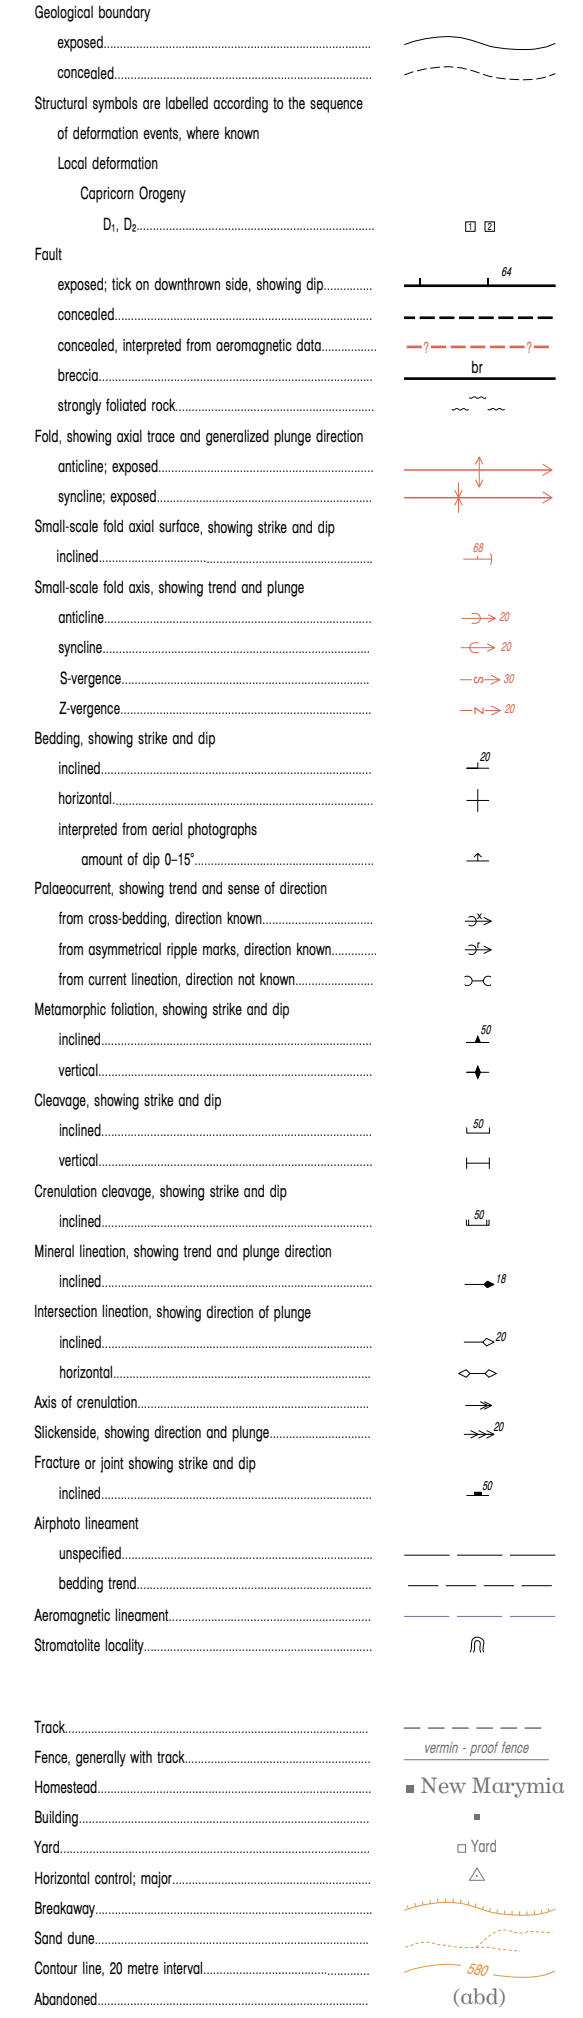 Geological boundary
exposed
concealed
Structural symbols are labelled according to the sequence
of deformation events, where known
Local deformation
Capricorn Orogeny
D₁, D₂ 1 2
Fault
exposed; tick on downthrown side, showing dip 64
concealed
concealed, interpreted from aeromagnetic data ? ?
breccia br
strongly foliated rock
Fold, showing axial trace and generalized plunge direction
anticline; exposed
syncline; exposed
Small-scale fold axial surface, showing strike and dip
inclined 68
Small-scale fold axis, showing trend and plunge
anticline 20
syncline 20
S-vergence S 30
Z-vergence Z 20
Bedding, showing strike and dip
inclined 20
horizontal
interpreted from aerial photographs
amount of dip 0–15°
Palaeocurrent, showing trend and sense of direction
from cross-bedding, direction known x
from asymmetrical ripple marks, direction known r
from current lineation, direction not known
Metamorphic foliation, showing strike and dip
inclined 50
vertical
Cleavage, showing strike and dip
inclined 50
vertical
Crenulation cleavage, showing strike and dip
inclined 50
Mineral lineation, showing trend and plunge direction
inclined 18
Intersection lineation, showing direction of plunge
inclined 20
horizontal
Axis of crenulation
Slickenside, showing direction and plunge 20
Fracture or joint showing strike and dip
inclined 50
Airphoto lineament
unspecified
bedding trend
Aeromagnetic lineament
Stromatolite locality
Track
Fence, generally with track vermin - proof fence
Homestead New Marymia
Building
Yard Yard
Horizontal control; major
Breakaway
Sand dune
Contour line, 20 metre interval 580
Abandoned (abd)